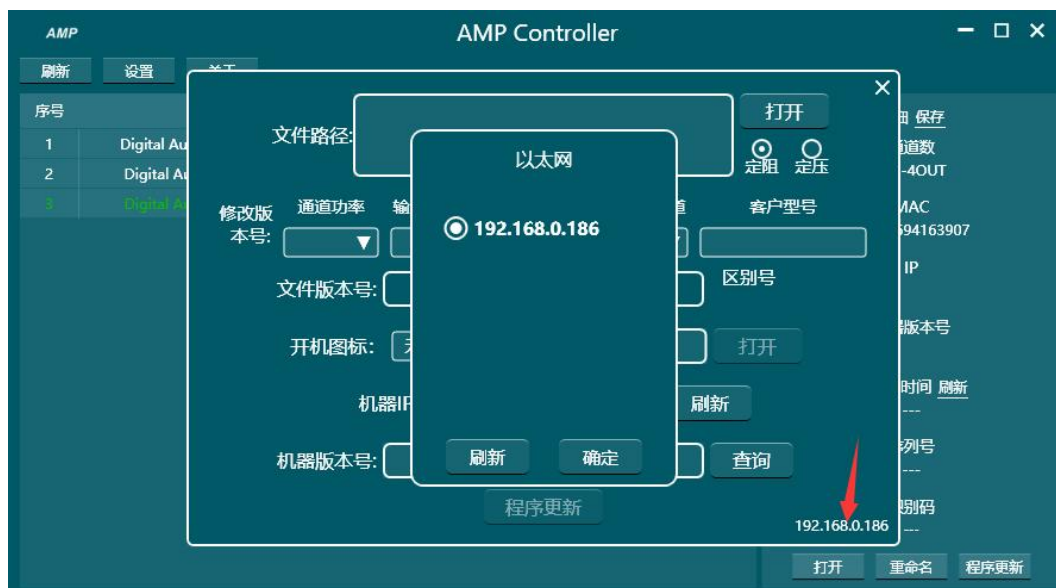 AMP
AMP Controller
刷新 设置 关于
序号
1 Digital Au
2 Digital Au
3 Digital A
文件路径:
打开
定阻 定压
修改版本号:
通道功率
输
道
客户型号
文件版本号:
区别号
开机图标:
打开
机器IP
刷新
机器版本号:
查询
程序更新
192.168.0.186
以太网
192.168.0.186
刷新 确定
保存
通道数
-4OUT
MAC
594163907
IP
版本号
时间 刷新
---
序列号
---
识别码
---
打开 重命名 程序更新